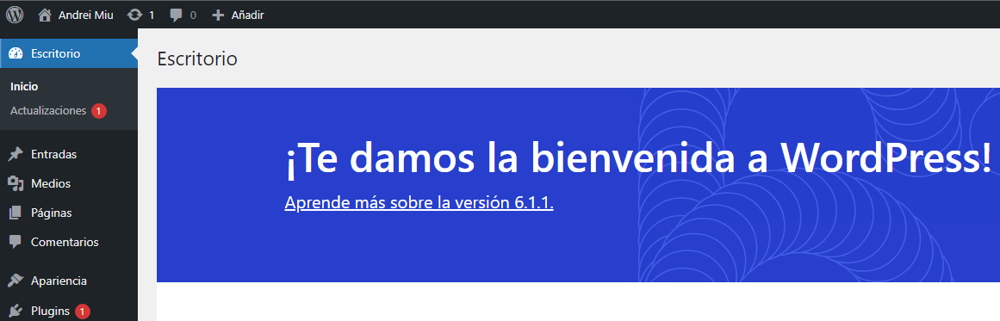 Andrei Miu 1 0 Añadir
Escritorio
Inicio
Actualizaciones 1
Entradas
Medios
Páginas
Comentarios
Apariencia
Plugins 1
Escritorio
¡Te damos la bienvenida a WordPress!
Aprende más sobre la versión 6.1.1.